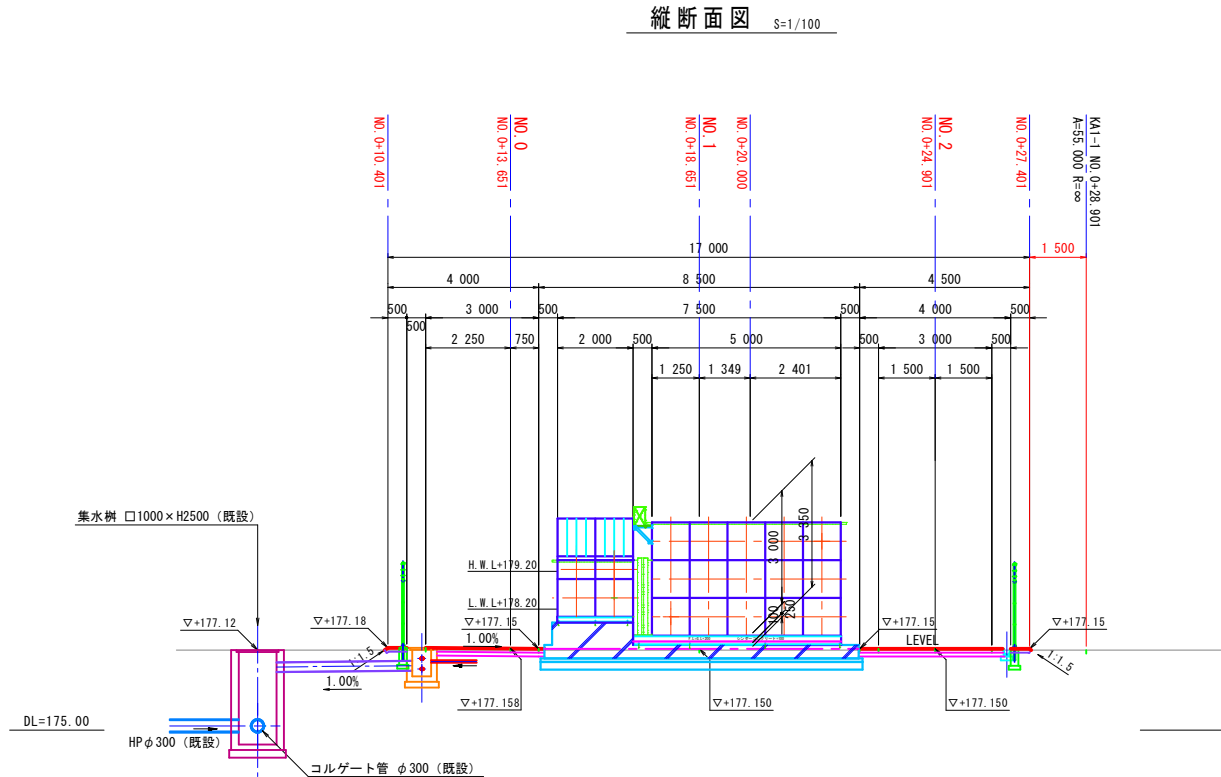 縦断面図 S=1/100
NO. 0+10. 401
NO. 0
NO. 0+13. 651
NO. 1
NO. 0+18. 651
NO. 0+20. 000
NO. 2
NO. 0+24. 901
NO. 0+27. 401
KA1-1 NO. 0+28. 901
A=55. 000 R=∞
17 000
1 500
4 000
8 500
4 500
500
3 000
500
7 500
500
4 000
500
500
2 250
750
2 000
500
5 000
500
3 000
500
1 250
1 349
2 401
1 500
1 500
3 350
3 000
100
250
集水桝 □1000×H2500 (既設)
H. W. L+179. 20
L. W. L+178. 20
▽+177. 12
▽+177. 18
▽+177. 15
▽+177. 15
▽+177. 15
1. 00%
LEVEL
1:1. 5
1:1. 5
1. 00%
▽+177. 158
▽+177. 150
▽+177. 150
DL=175. 00
HPφ300 (既設)
コルゲート管 φ300 (既設)